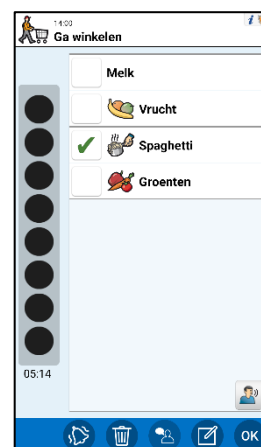 14:00
Ga winkelen
Melk
Vrucht
Spaghetti
Groenten
05:14
OK